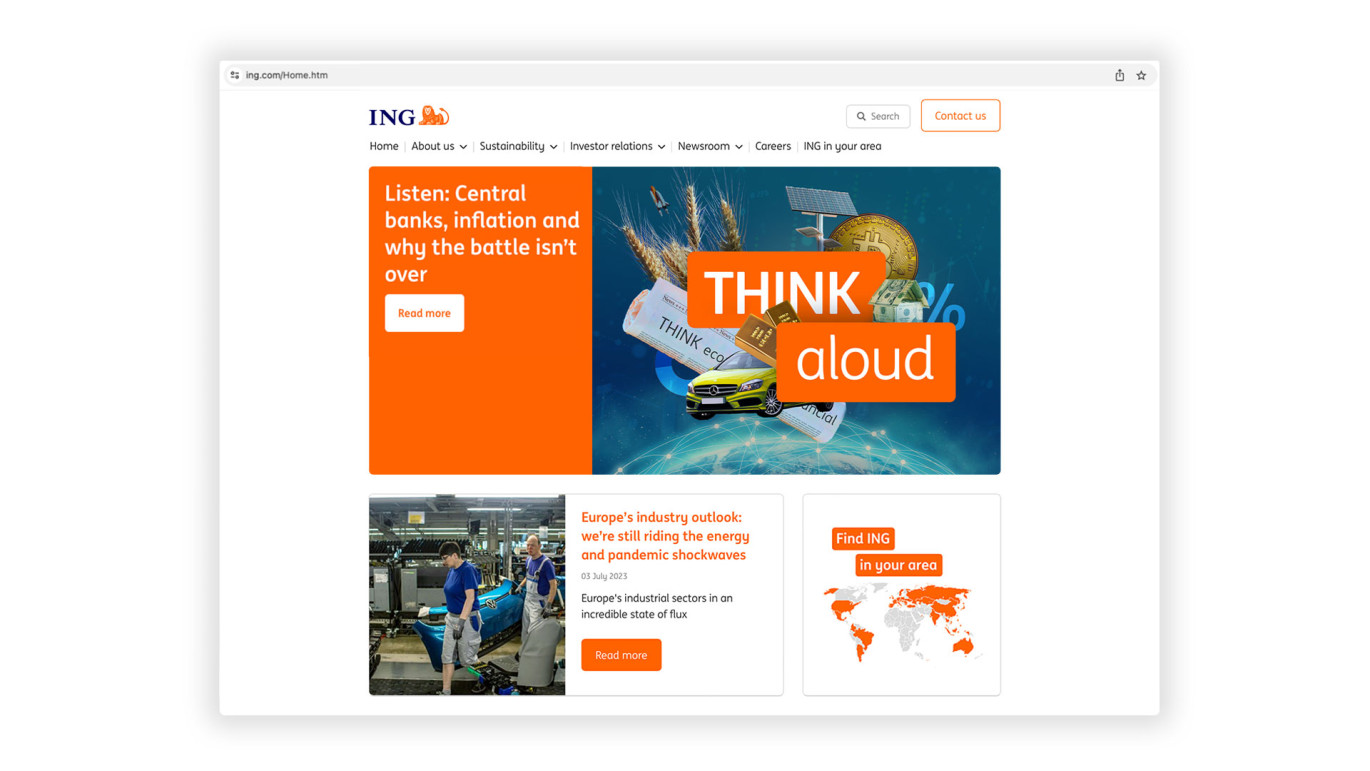 ing.com/Home.htm
ING
Search
Contact us
Home
About us
Sustainability
Investor relations
Newsroom
Careers
ING in your area
Listen: Central
banks, inflation and
why the battle isn't
over
Read more
THINK
aloud
%
News
THINK eco
ancial
Europe's industry outlook:
we're still riding the energy
and pandemic shockwaves
03 July 2023
Europe's industrial sectors in an
incredible state of flux
Read more
Find ING
in your area